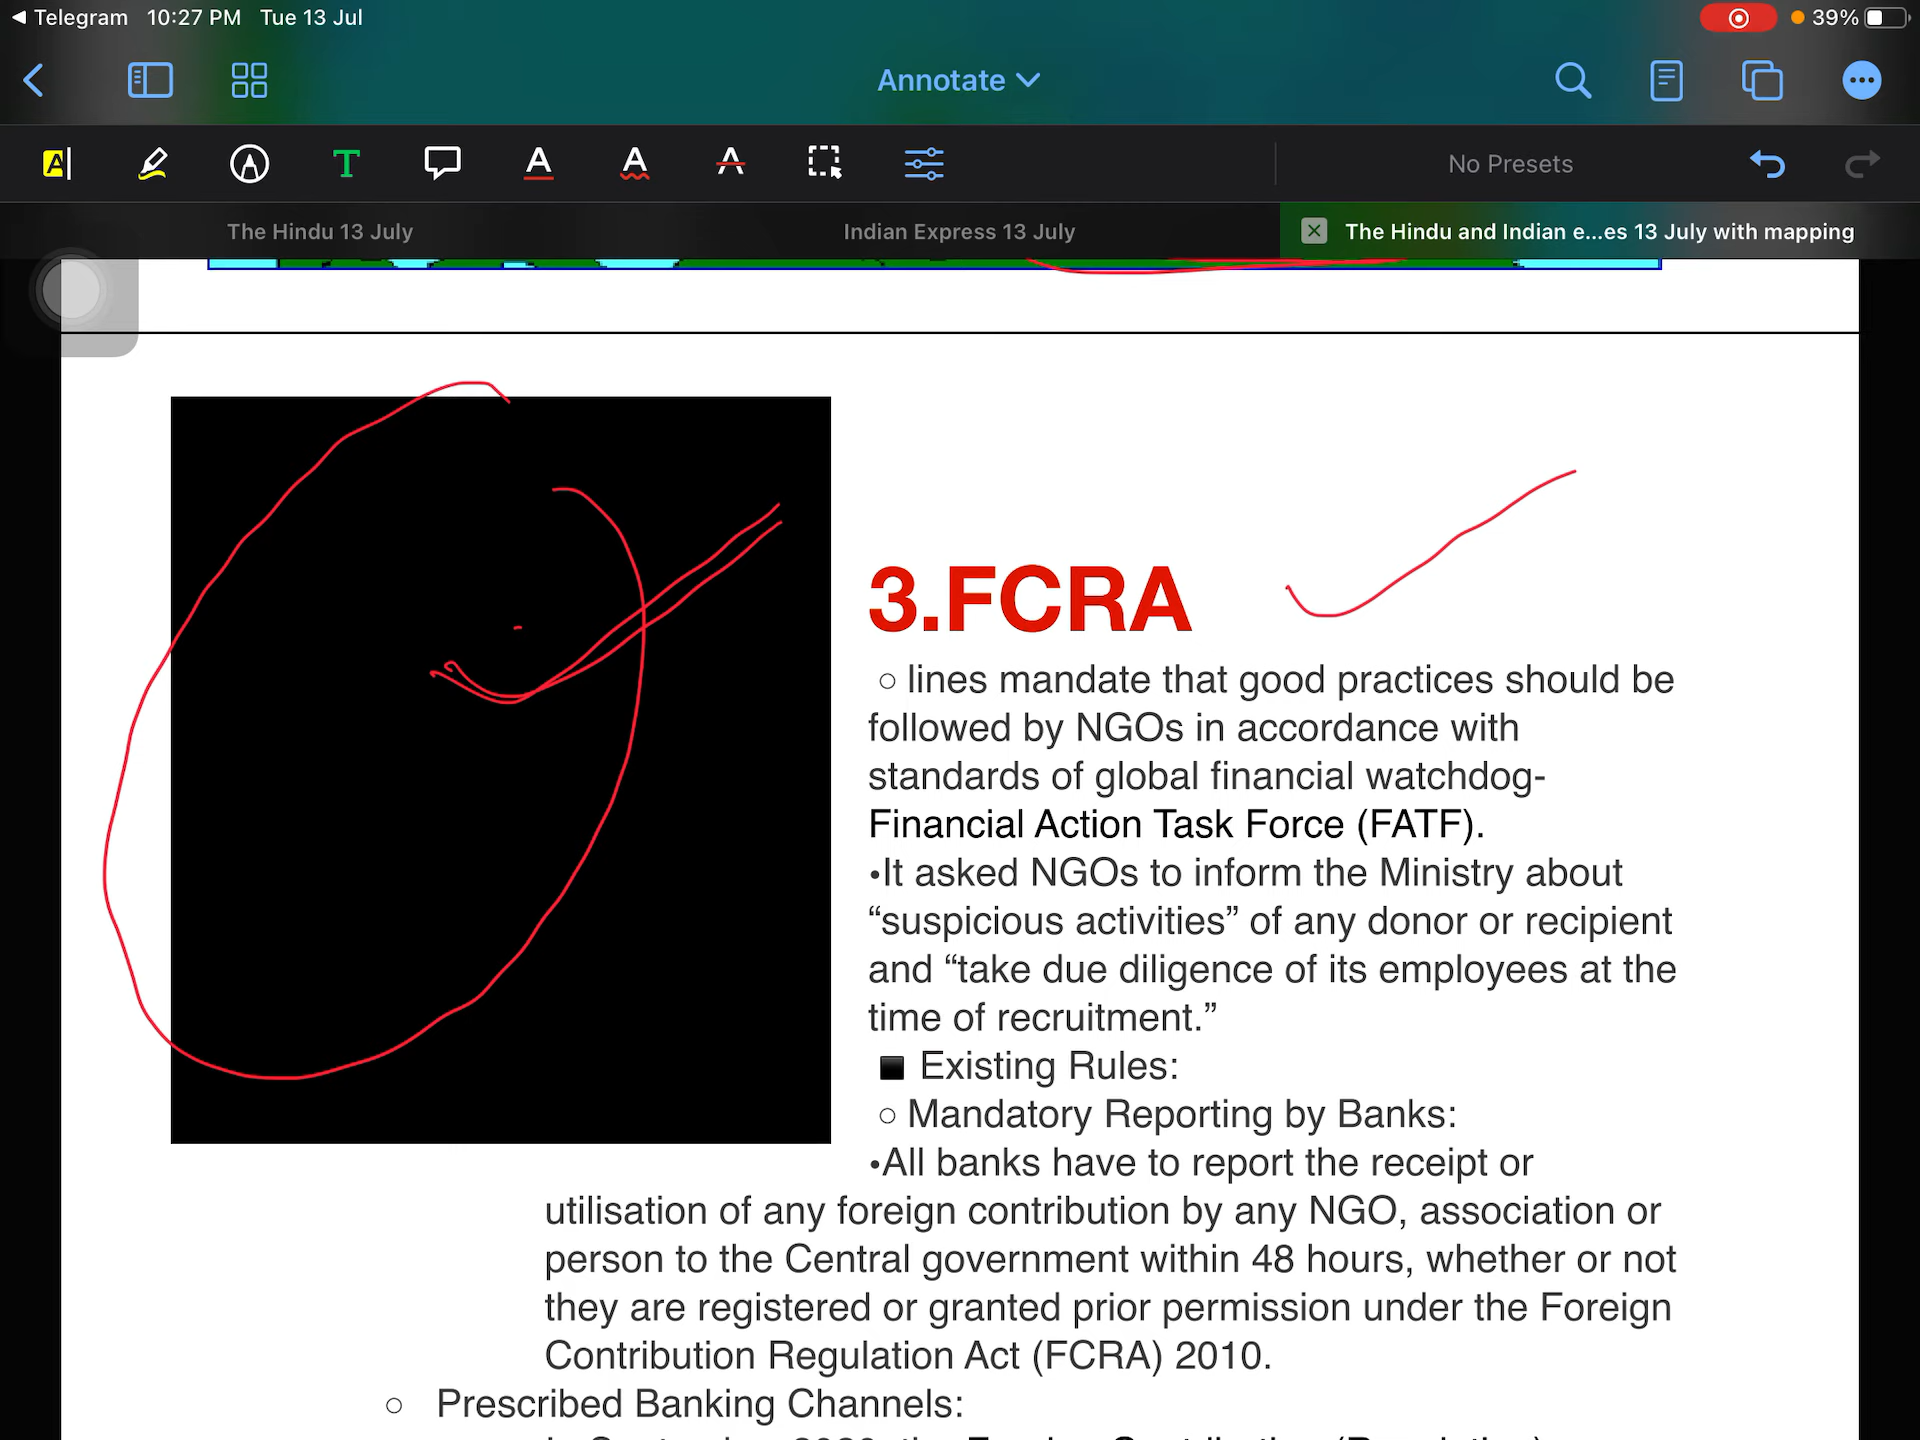 Telegram 10:27 PM Tue 13 Jul 39%
Annotate
A A T A A A No Presets
The Hindu 13 July Indian Express 13 July The Hindu and Indian e...es 13 July with mapping
3.FCRA
○ lines mandate that good practices should be
followed by NGOs in accordance with
standards of global financial watchdog-
Financial Action Task Force (FATF).
•It asked NGOs to inform the Ministry about
“suspicious activities” of any donor or recipient
and “take due diligence of its employees at the
time of recruitment.”
■ Existing Rules:
○ Mandatory Reporting by Banks:
•All banks have to report the receipt or
utilisation of any foreign contribution by any NGO, association or
person to the Central government within 48 hours, whether or not
they are registered or granted prior permission under the Foreign
Contribution Regulation Act (FCRA) 2010.
○ Prescribed Banking Channels: